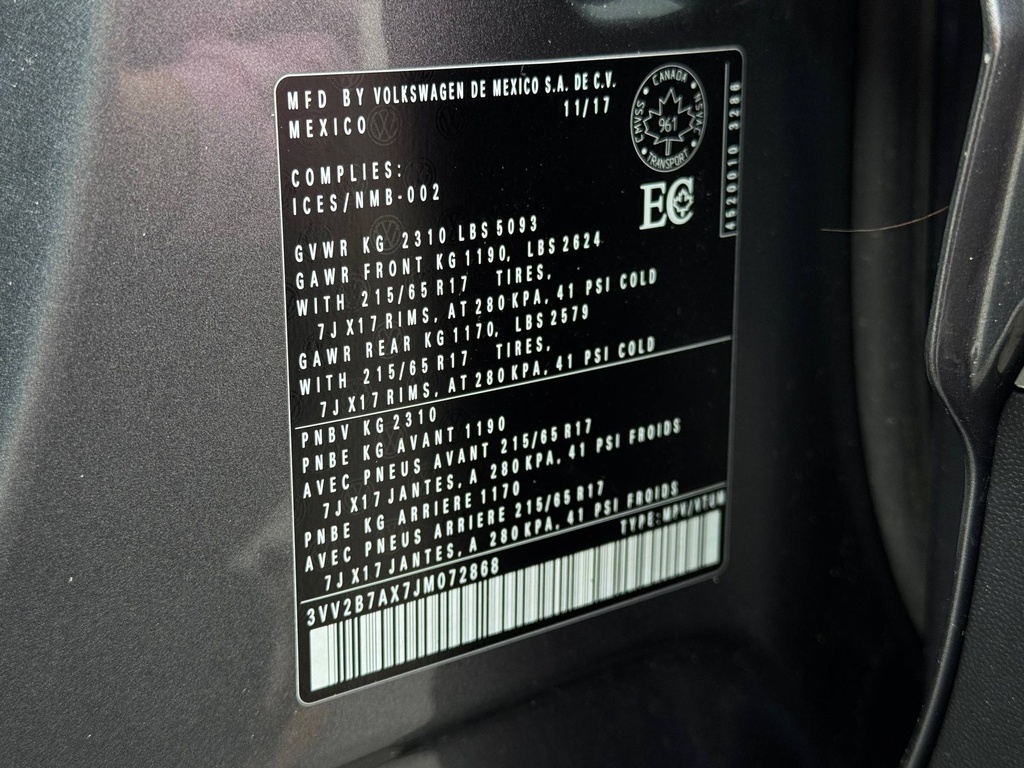 MFD BY VOLKSWAGEN DE MEXICO S.A. DE C.V.
MEXICO 11/17
CANADA
CMVSS NSVAC
961
TRANSPORT
EC
4520010 3286
COMPLIES:
ICES/NMB-002
GVWR KG 2310 LBS 5093
GAWR FRONT KG 1190, LBS 2624
WITH 215/65 R17 TIRES,
7J X17 RIMS, AT 280 KPA, 41 PSI COLD
GAWR REAR KG 1170, LBS 2579
WITH 215/65 R17 TIRES,
7J X17 RIMS, AT 280 KPA, 41 PSI COLD
PNBV KG 2310
PNBE KG AVANT 1190
AVEC PNEUS AVANT 215/65 R17
7J X17 JANTES, A 280 KPA, 41 PSI FROIDS
PNBE KG ARRIERE 1170
AVEC PNEUS ARRIERE 215/65 R17
7J X17 JANTES, A 280 KPA, 41 PSI FROIDS
3VV2B7AX7JM072868 TYPE: MPV/VTUM